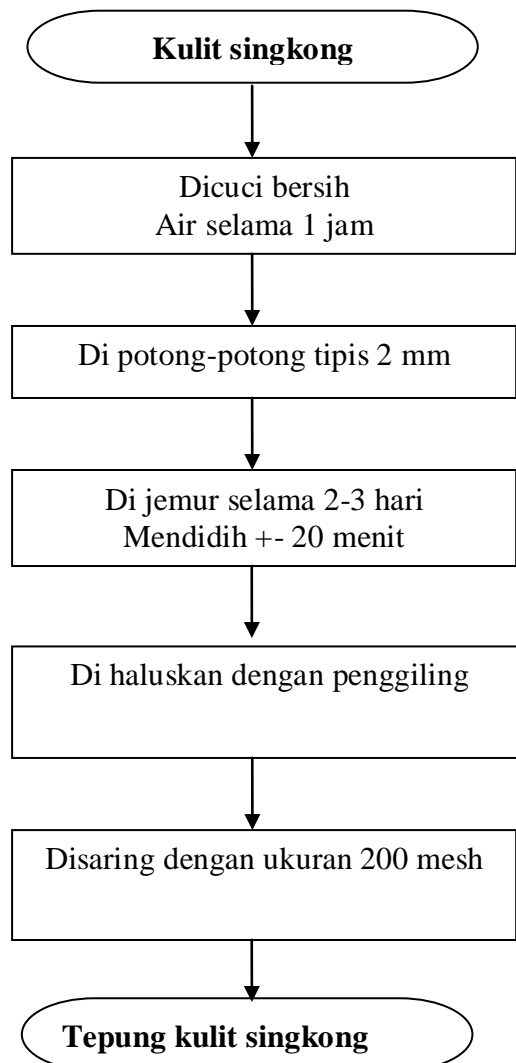 Kulit singkong
Dicuci bersih
Air selama 1 jam
Di potong-potong tipis 2 mm
Di jemur selama 2-3 hari
Mendidih +- 20 menit
Di haluskan dengan penggiling
Disaring dengan ukuran 200 mesh
Tepung kulit singkong